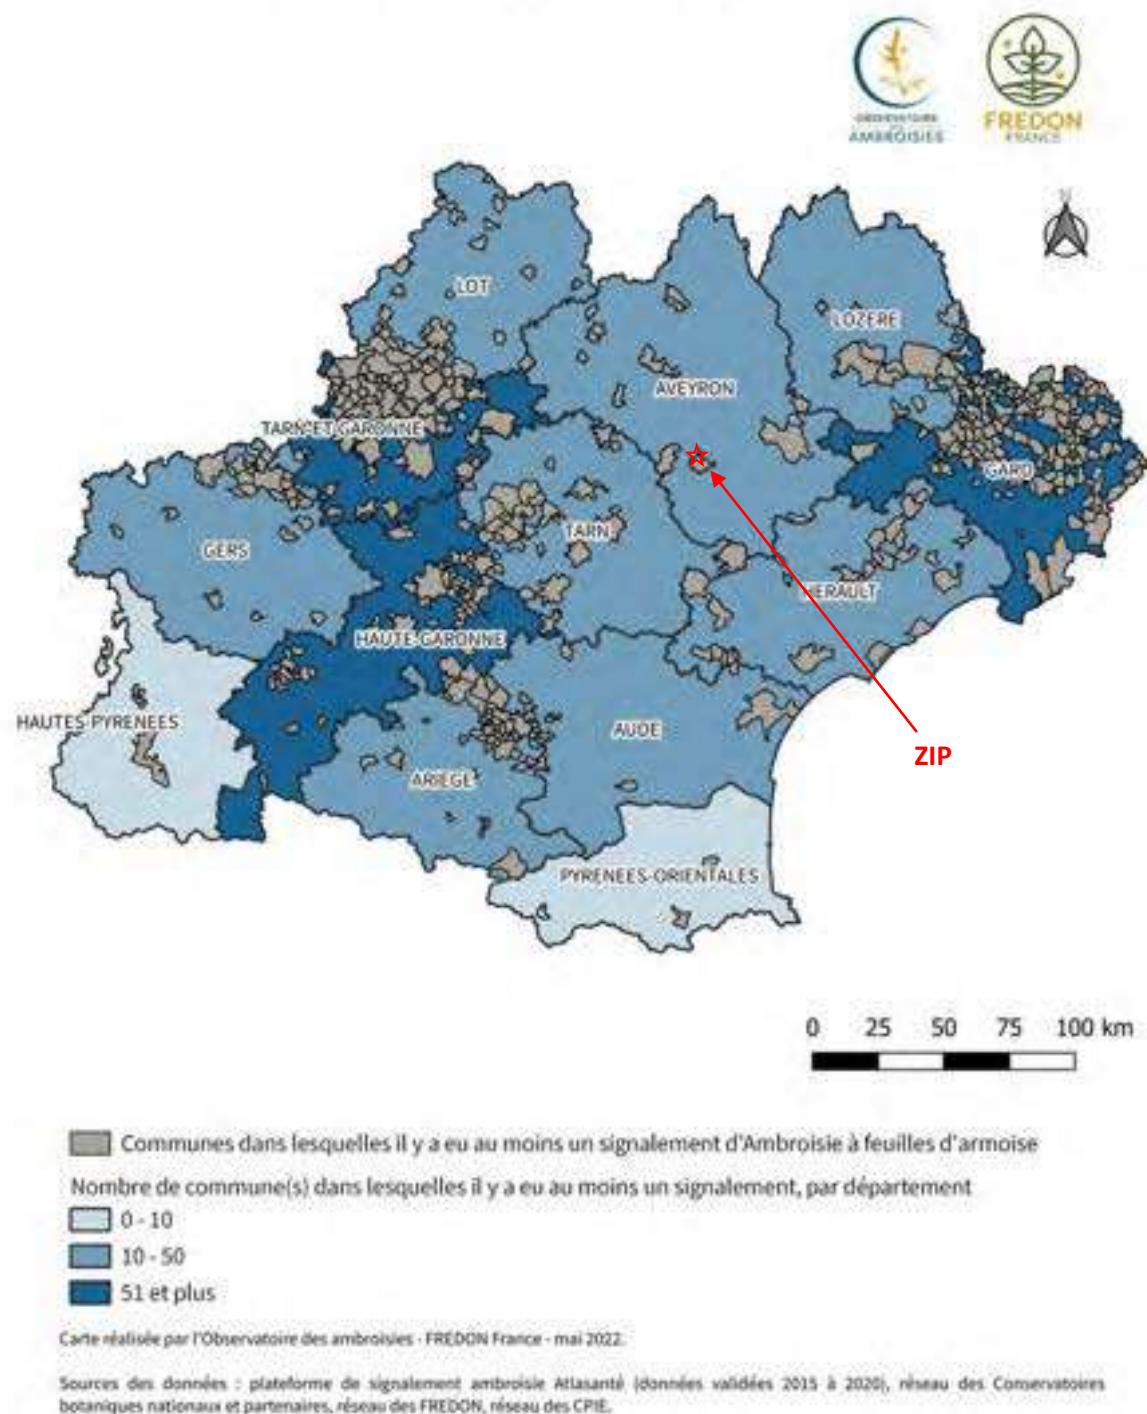 OBSERVATOIRE
DES
AMBROISIES
FREDON
FRANCE
N
LOT
LOZERE
AVEYRON
TARN-ET-GARONNE
GARD
GERS
TARN
HERAULT
HAUTE-GARONNE
HAUTES-PYRENEES
AUDE
ZIP
ARIEGE
PYRENEES-ORIENTALES
0 25 50 75 100 km
Communes dans lesquelles il y a eu au moins un signalement d'Ambroisie à feuilles d'armoise
Nombre de commune(s) dans lesquelles il y a eu au moins un signalement, par département
0 - 10
10 - 50
51 et plus
Carte réalisée par l'Observatoire des ambroisies - FREDON France - mai 2022.
Sources des données : plateforme de signalement ambroisie Atlasanté (données validées 2015 à 2020), réseau des Conservatoires
botaniques nationaux et partenaires, réseau des FREDON, réseau des CPIE.